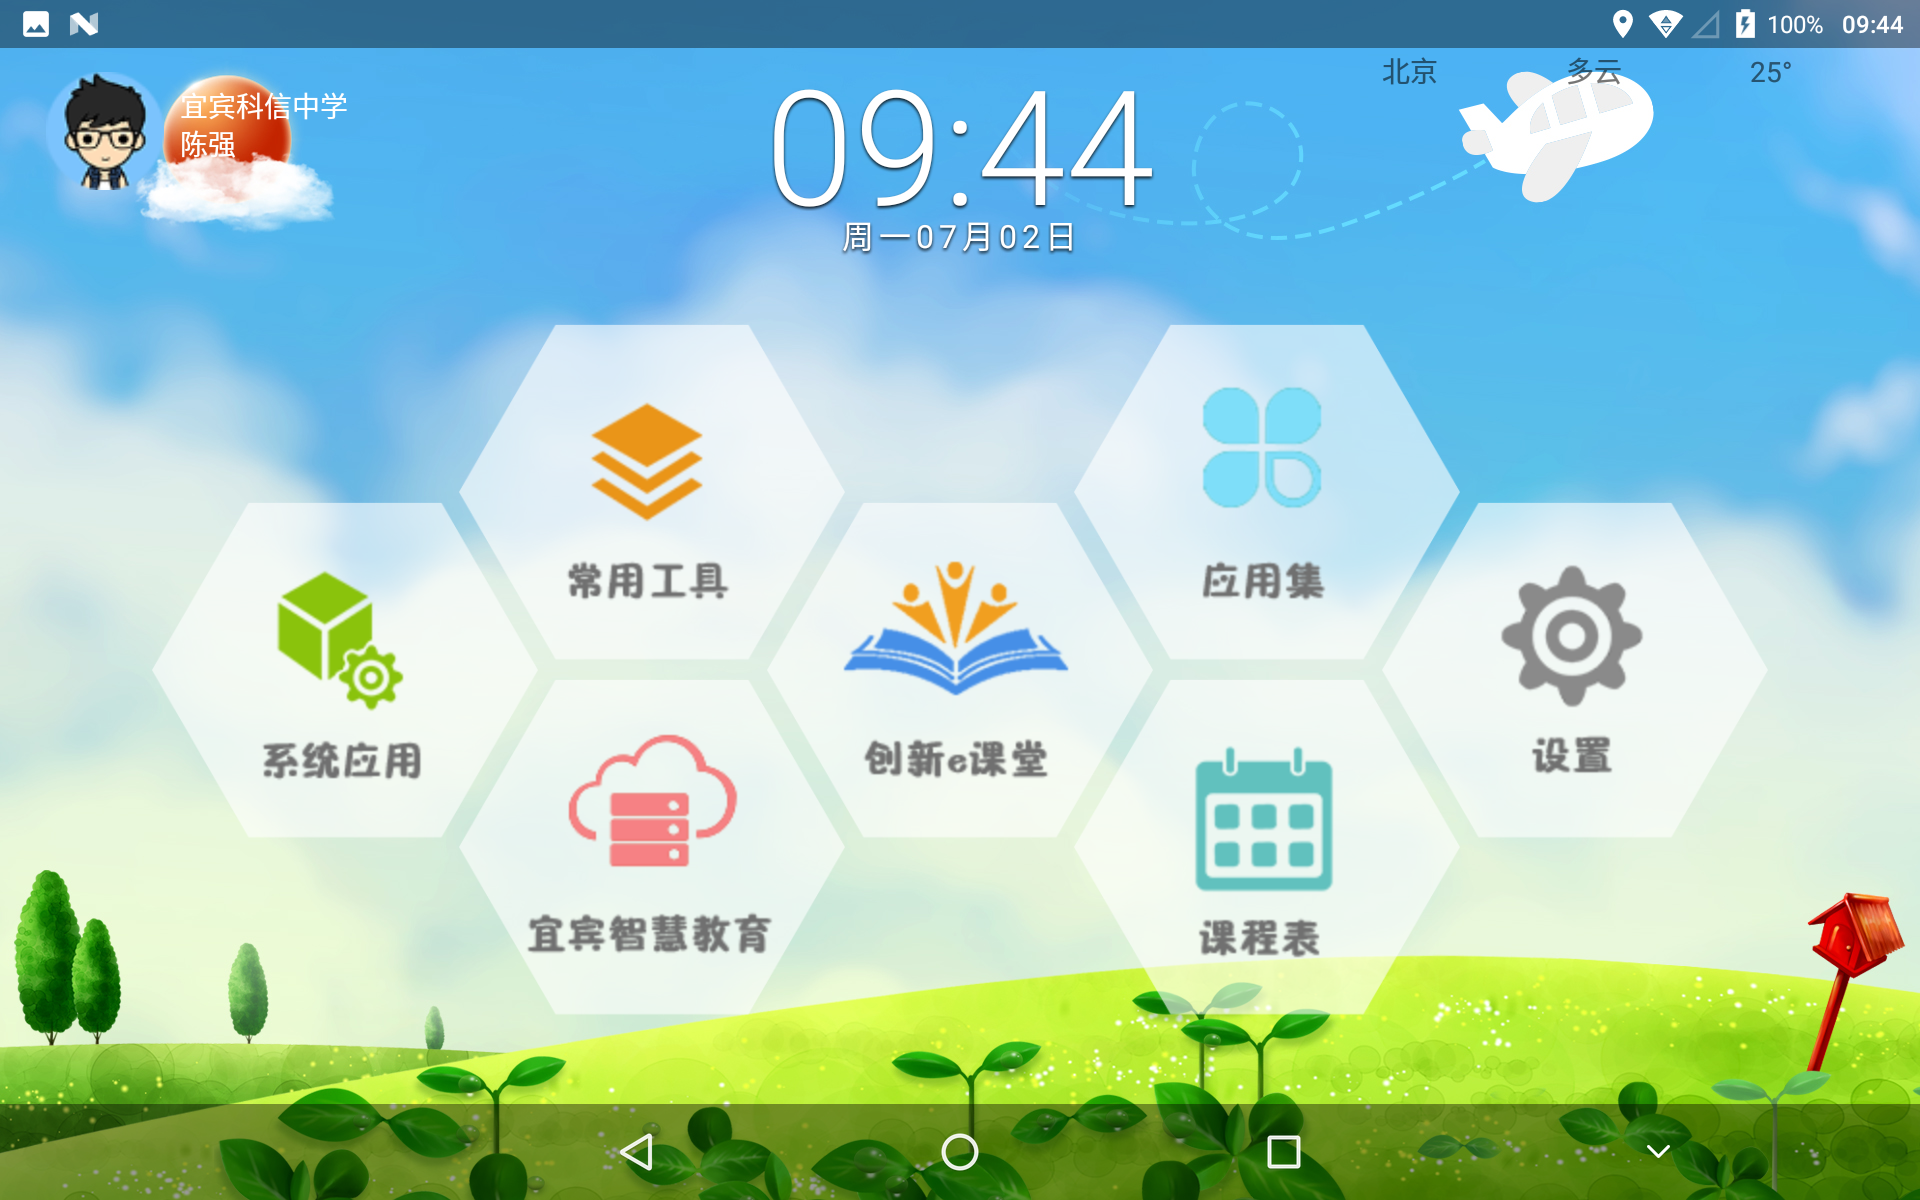 100% 09:44
北京 多云 25°
宜宾科信中学
陈强
09:44
周一07月02日
常用工具
应用集
系统应用
创新e课堂
设置
宜宾智慧教育
课程表